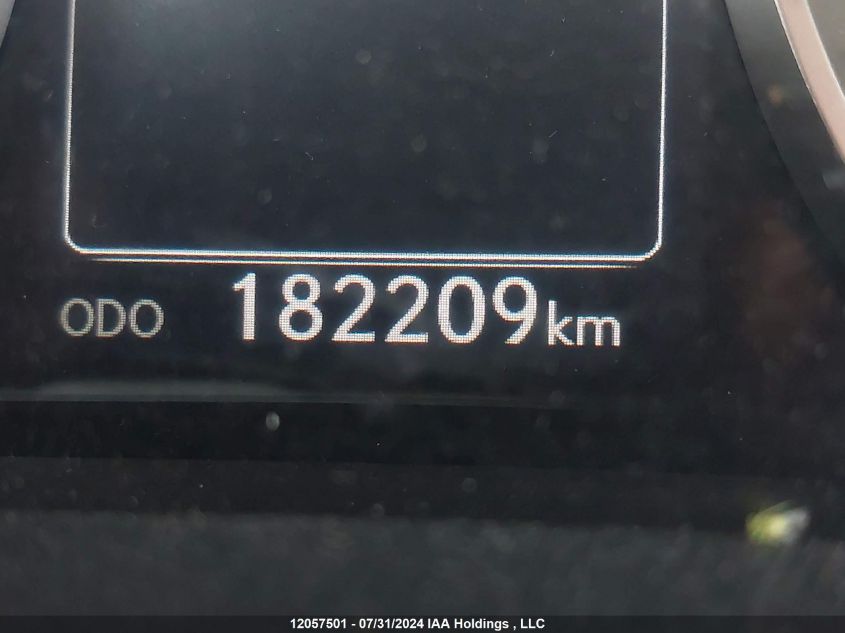 ODO 182209km
12057501 - 07/31/2024 IAA Holdings , LLC